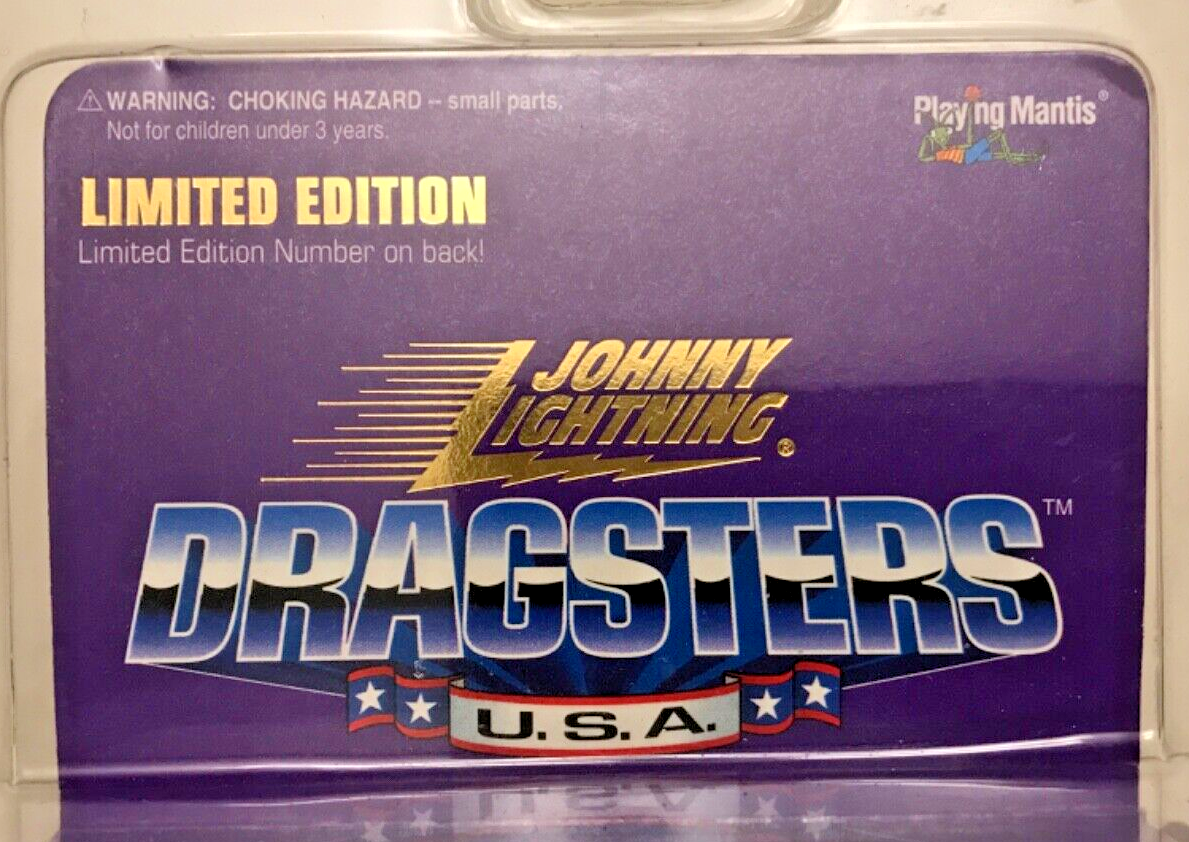 ⚠ WARNING: CHOKING HAZARD -- small parts.
Not for children under 3 years.
Playing Mantis®
LIMITED EDITION
Limited Edition Number on back!
JOHNNY
LIGHTNING®
DRAGSTERS™
U.S.A.